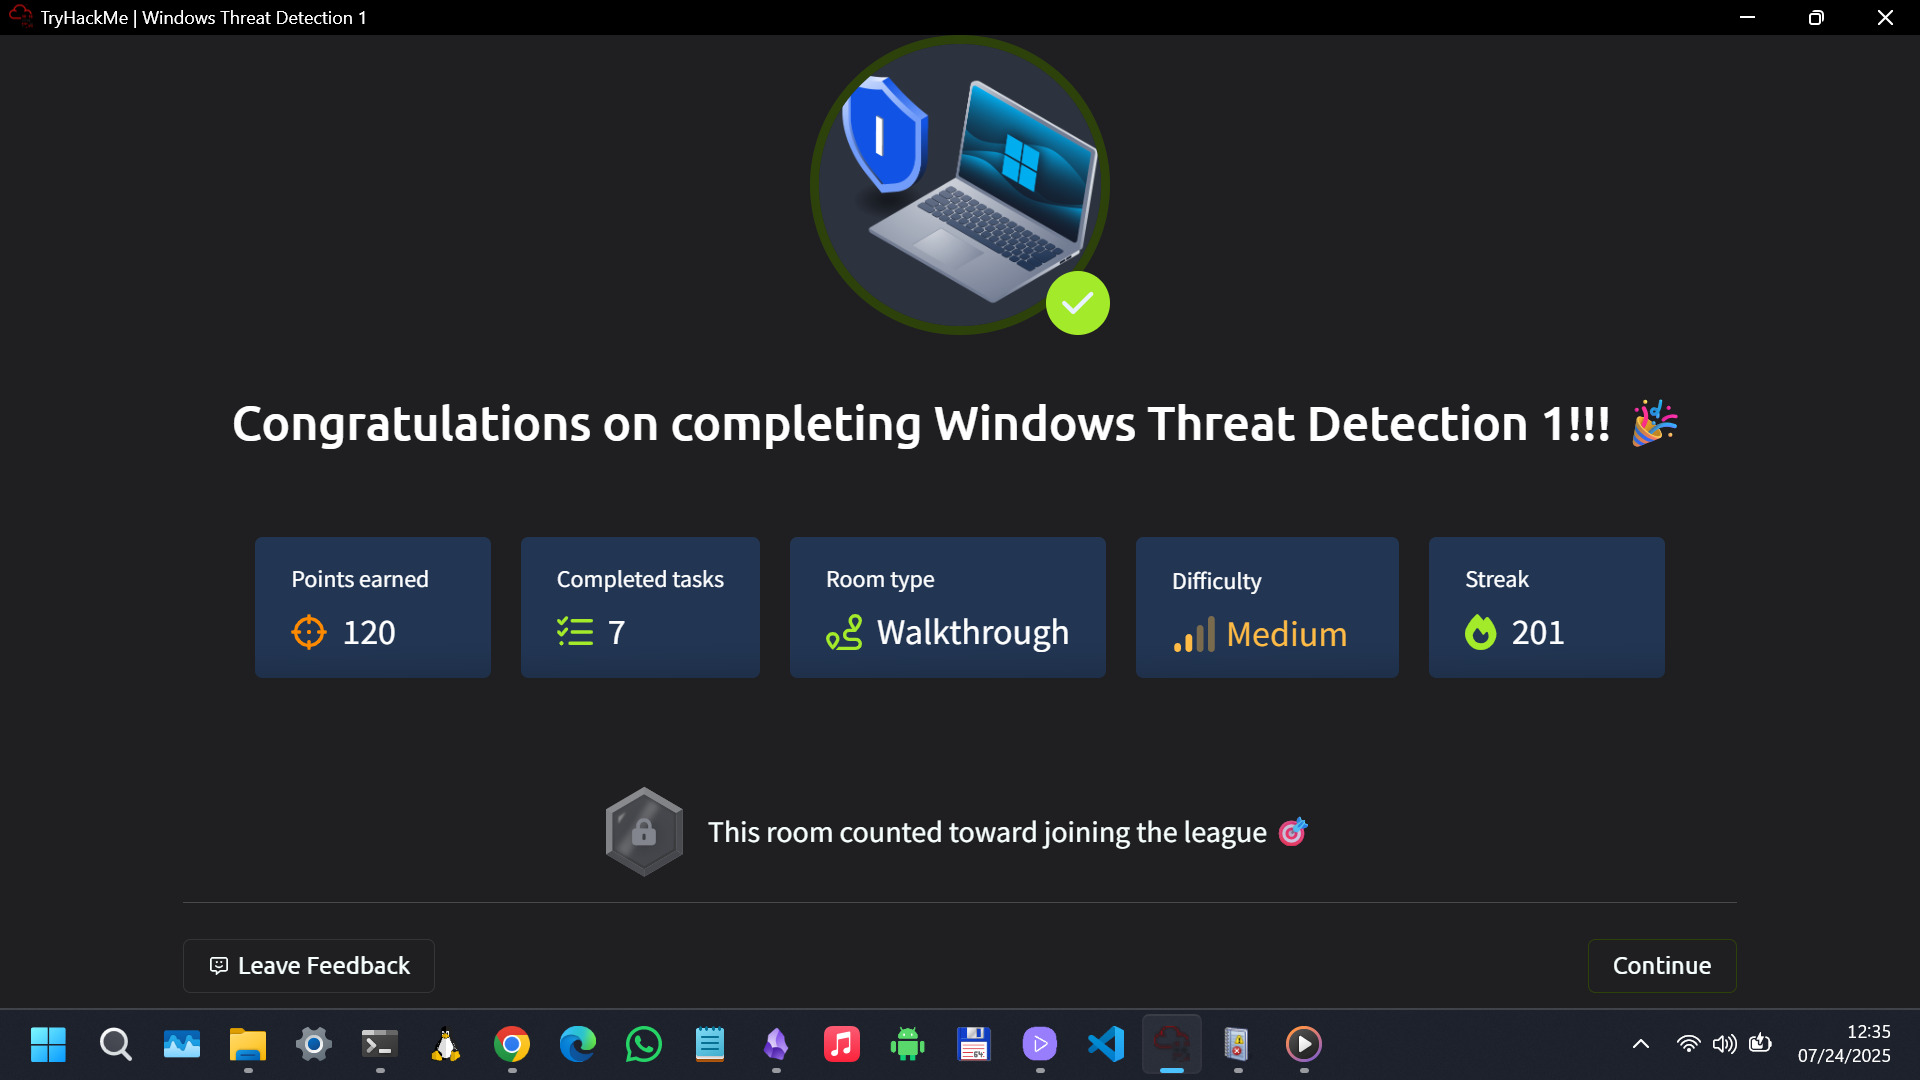 TryHackMe | Windows Threat Detection 1
Congratulations on completing Windows Threat Detection 1!!! 🎉
Points earned
120
Completed tasks
7
Room type
Walkthrough
Difficulty
Medium
Streak
201
This room counted toward joining the league 🎯
Leave Feedback
Continue
64
12:35
07/24/2025